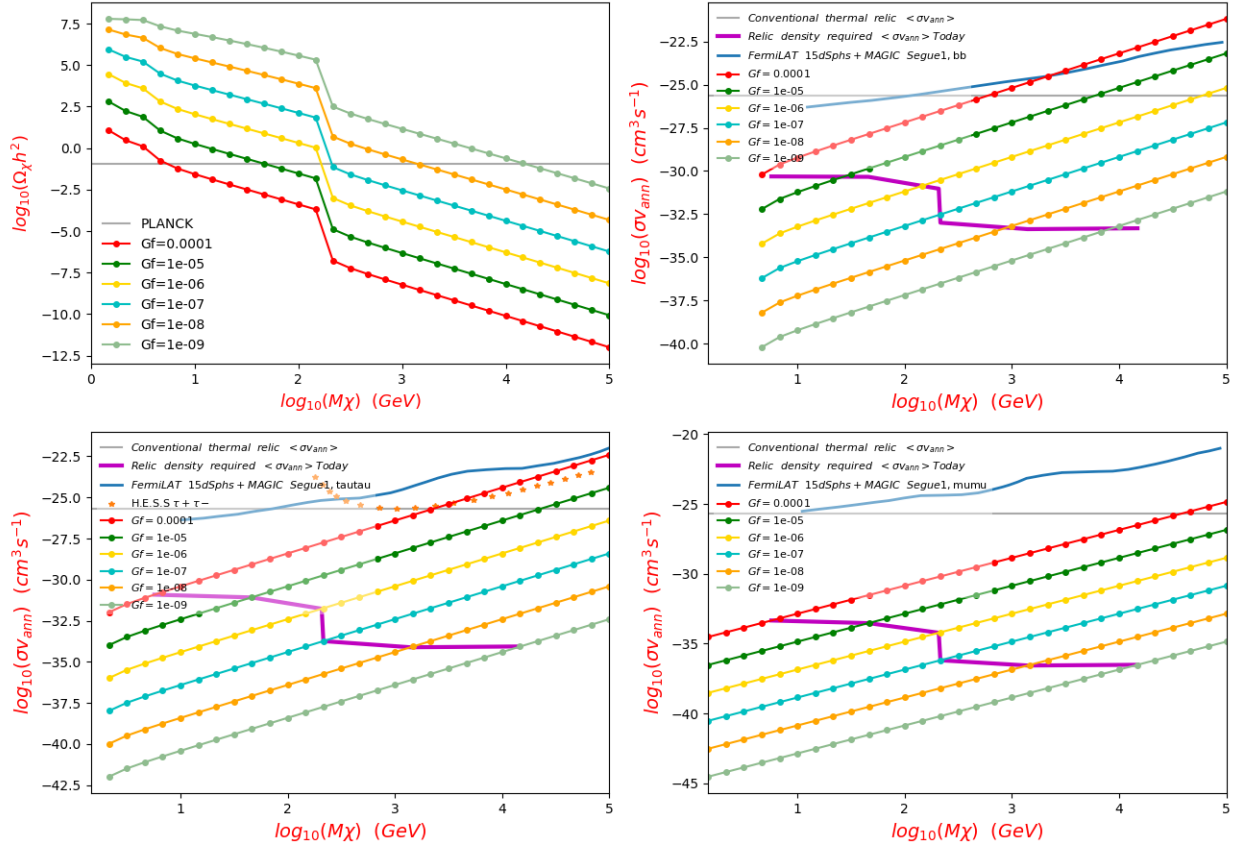 7.5
5.0
2.5
0.0
−2.5
−5.0
−7.5
−10.0
−12.5
log₁₀(Ωχh²)
PLANCK
Gf=0.0001
Gf=1e-05
Gf=1e-06
Gf=1e-07
Gf=1e-08
Gf=1e-09
0 1 2 3 4 5
log₁₀(Mχ) (GeV)
−22.5
−25.0
−27.5
−30.0
−32.5
−35.0
−37.5
−40.0
log₁₀(σvₐₙₙ) (cm³s⁻¹)
Conventional thermal relic <σvₐₙₙ>
Relic density required <σvₐₙₙ>Today
FermiLAT 15dSphs+MAGIC Segue1, bb
Gf=0.0001
Gf=1e-05
Gf=1e-06
Gf=1e-07
Gf=1e-08
Gf=1e-09
1 2 3 4 5
log₁₀(Mχ) (GeV)
−22.5
−25.0
−27.5
−30.0
−32.5
−35.0
−37.5
−40.0
−42.5
log₁₀(σvₐₙₙ) (cm³s⁻¹)
Conventional thermal relic <σvₐₙₙ>
Relic density required <σvₐₙₙ>Today
FermiLAT 15dSphs+MAGIC Segue1, tautau
H.E.S.S τ+τ−
Gf=0.0001
Gf=1e-05
Gf=1e-06
Gf=1e-07
Gf=1e-08
Gf=1e-09
1 2 3 4 5
log₁₀(Mχ) (GeV)
−20
−25
−30
−35
−40
−45
log₁₀(σvₐₙₙ) (cm³s⁻¹)
Conventional thermal relic <σvₐₙₙ>
Relic density required <σvₐₙₙ>Today
FermiLAT 15dSphs+MAGIC Segue1, mumu
Gf=0.0001
Gf=1e-05
Gf=1e-06
Gf=1e-07
Gf=1e-08
Gf=1e-09
1 2 3 4 5
log₁₀(Mχ) (GeV)